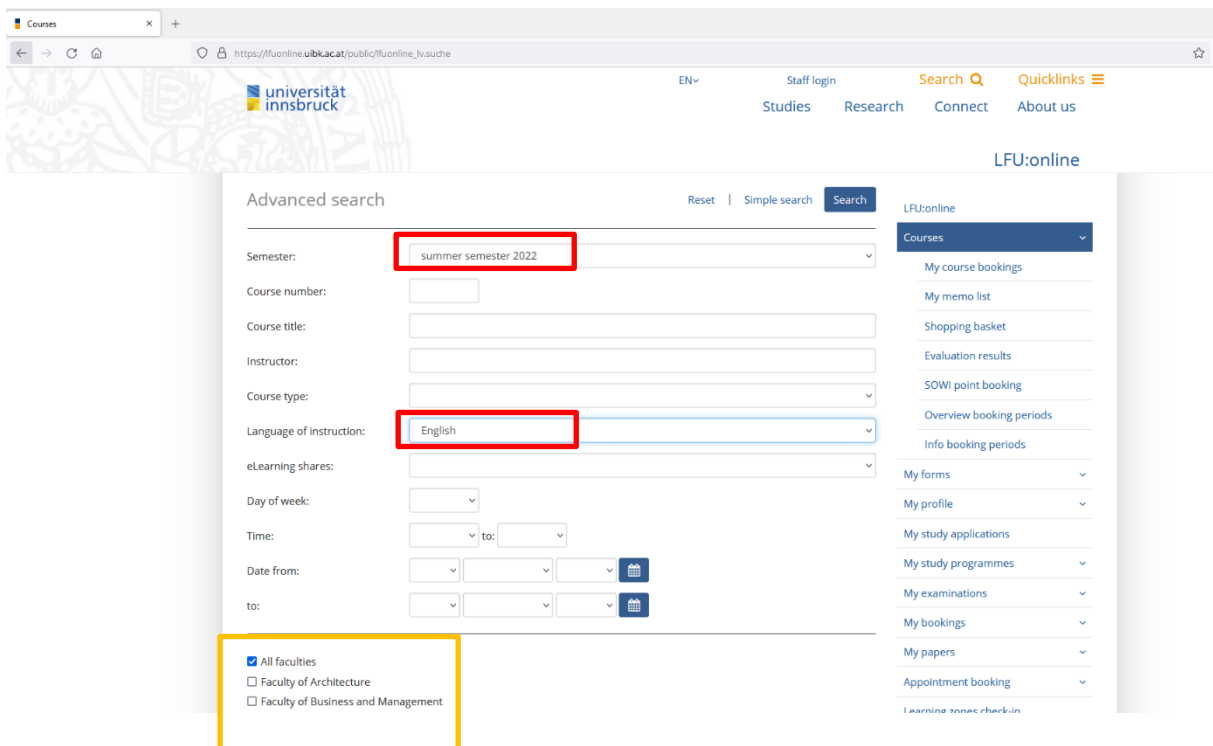 Courses × +
https://lfuonline.uibk.ac.at/public/lfuonline_lv.suche
universität
innsbruck
EN Staff login Search Quicklinks
Studies Research Connect About us
LFU:online
Advanced search Reset | Simple search Search
Semester: summer semester 2022
Course number:
Course title:
Instructor:
Course type:
Language of instruction: English
eLearning shares:
Day of week:
Time: to:
Date from:
to:
All faculties
Faculty of Architecture
Faculty of Business and Management
LFU:online
Courses
My course bookings
My memo list
Shopping basket
Evaluation results
SOWI point booking
Overview booking periods
Info booking periods
My forms
My profile
My study applications
My study programmes
My examinations
My bookings
My papers
Appointment booking
Learning zones check-in